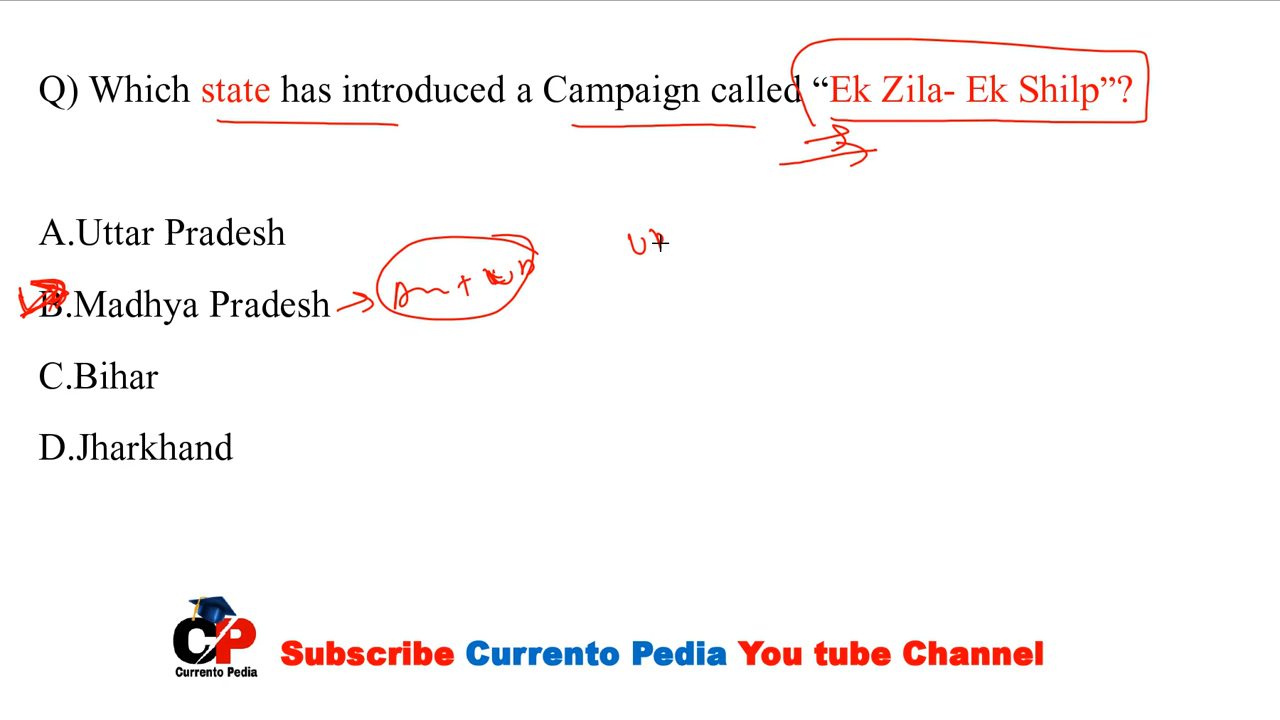 Q) Which state has introduced a Campaign called “Ek Zila- Ek Shilp”?
A.Uttar Pradesh
B.Madhya Pradesh
C.Bihar
D.Jharkhand
CP
Currento Pedia
Subscribe Currento Pedia You tube Channel